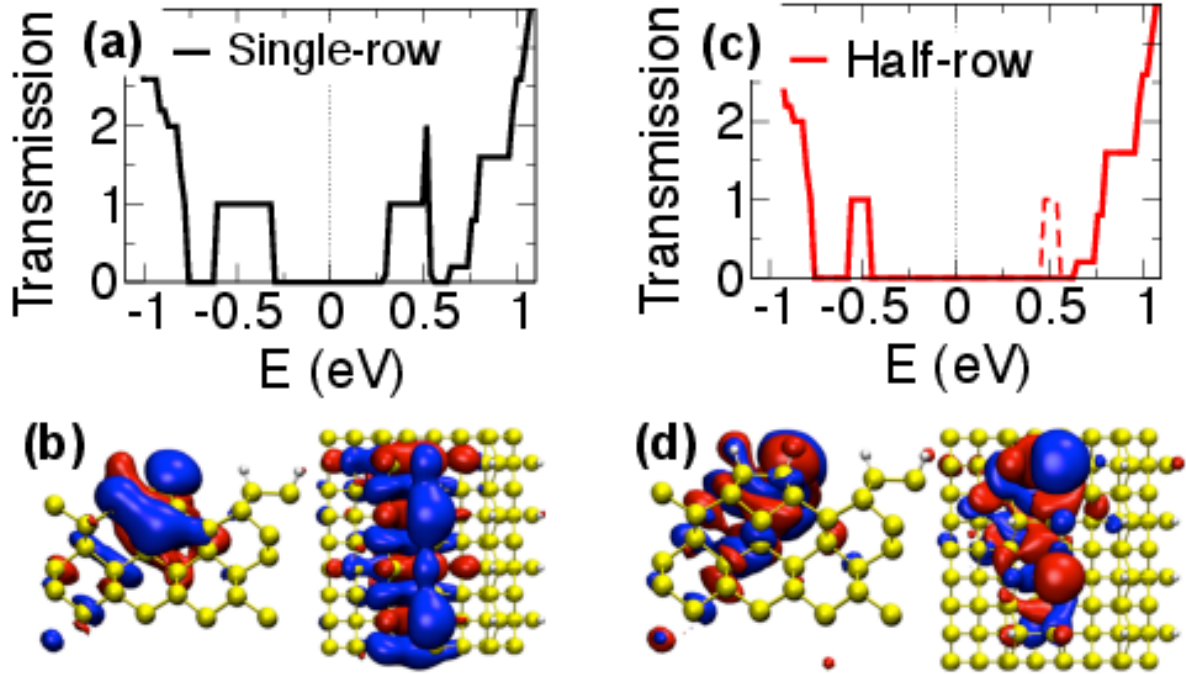 (a) Single-row
Transmission
2
1
0
-1 -0.5 0 0.5 1
E (eV)
(c) Half-row
Transmission
2
1
0
-1 -0.5 0 0.5 1
E (eV)
(b)
(d)